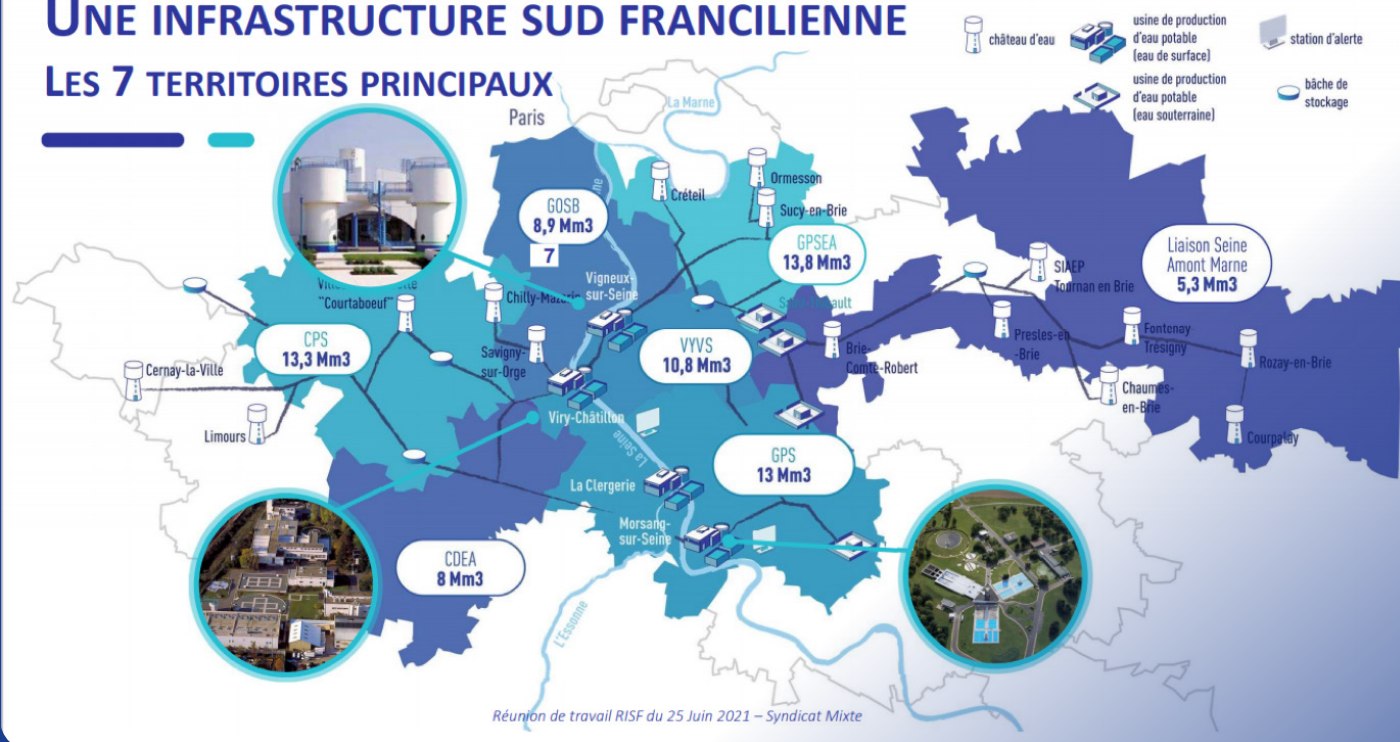 UNE INFRASTRUCTURE SUD FRANCILIENNE
LES 7 TERRITOIRES PRINCIPAUX
château d'eau
usine de production
d'eau potable
(eau de surface)
station d'alerte
usine de production
d'eau potable
(eau souterraine)
bâche de
stockage
Paris
La Marne
Créteil
Ormesson
Sucy-en-Brie
GOSB
8,9 Mm3
7
GPSEA
13,8 Mm3
Liaison Seine
Amont Marne
5,3 Mm3
SIAEP
Tournan en Brie
Vigneux-
sur-Seine
"Courtaboeuf"
Chilly-Mazarin
CPS
13,3 Mm3
Savigny-
sur-Orge
VYVS
10,8 Mm3
Brie-
Comte-Robert
Presles-en
-Brie
Fontenay
Trésigny
Rozay-en-Brie
Cernay-la-Ville
Chaumes-
en-Brie
Limours
Viry-Châtillon
Courpalay
La Seine
GPS
13 Mm3
La Clergerie
Morsang-
sur-Seine
CDEA
8 Mm3
L'Essonne
Réunion de travail RISF du 25 Juin 2021 – Syndicat Mixte